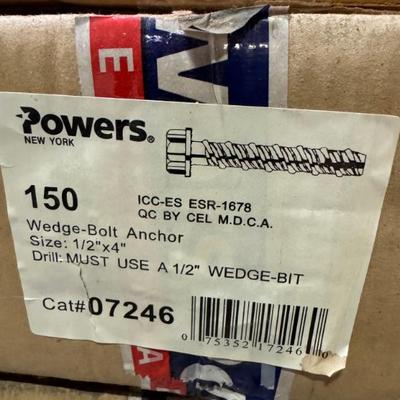 Powers®
NEW YORK
150
ICC-ES ESR-1678
QC BY CEL M.D.C.A.
Wedge-Bolt Anchor
Size: 1/2"x4"
Drill: MUST USE A 1/2" WEDGE-BIT
Cat#07246
0 75352 17246 0